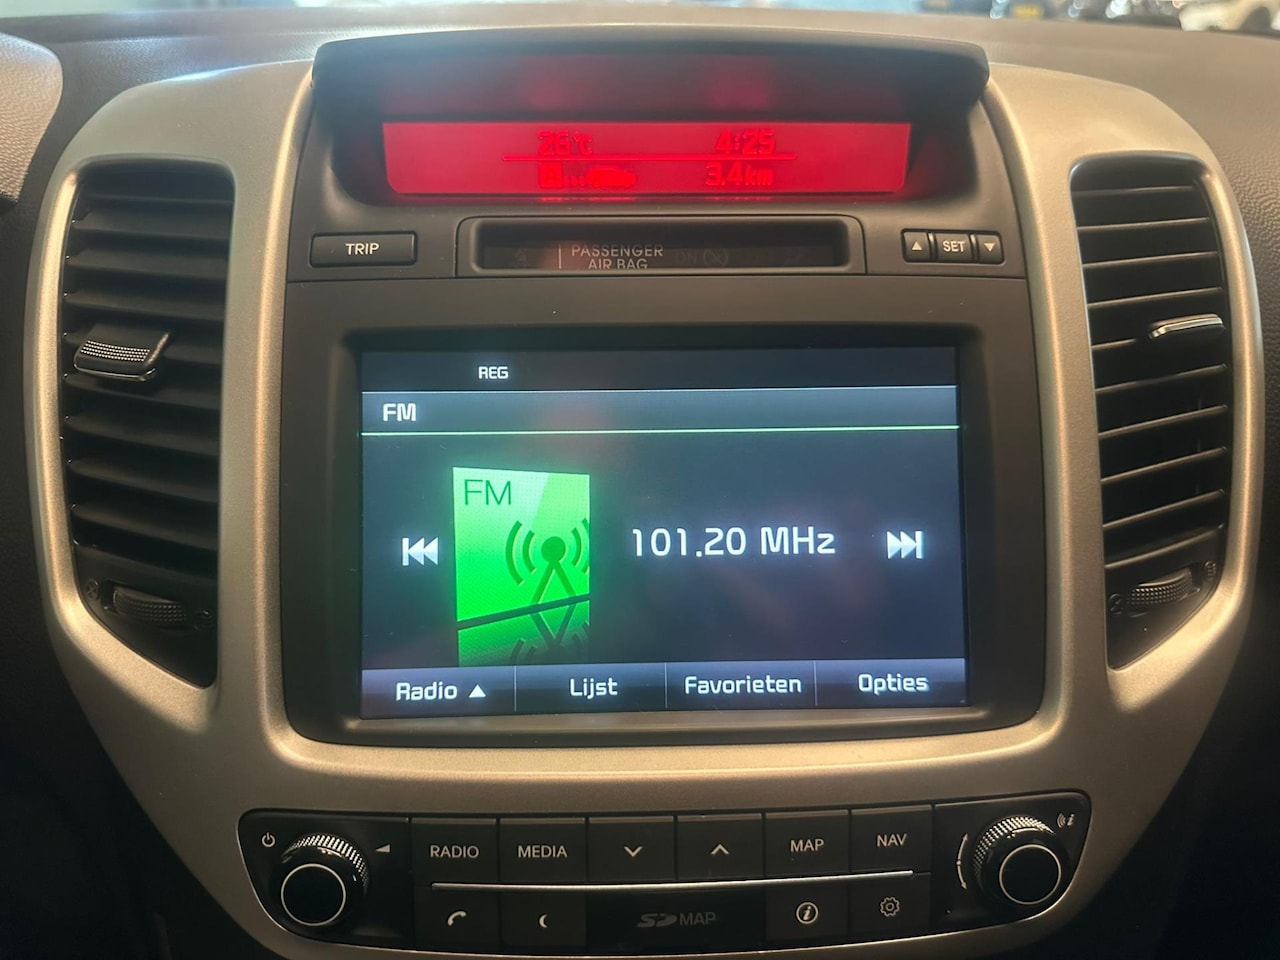 26°C 4:25
A 3.4km
TRIP
PASSENGER
AIR BAG
SET
REG
FM
FM
101.20 MHz
Radio
Lijst
Favorieten
Opties
RADIO
MEDIA
MAP
NAV
SD MAP
i
i